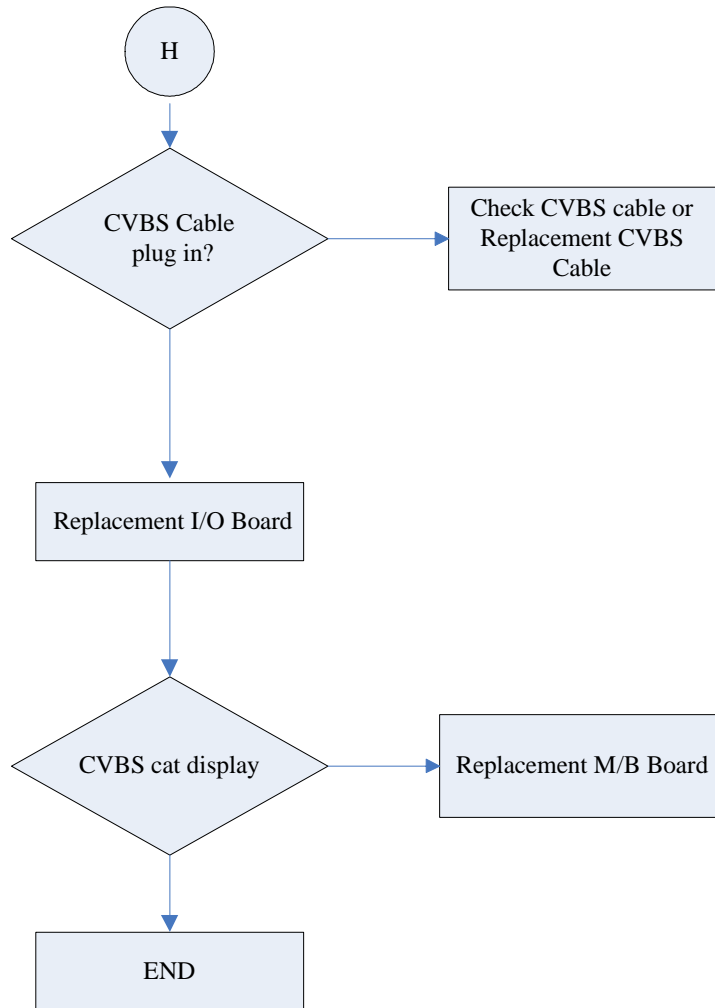 H
CVBS Cable
plug in?
Check CVBS cable or
Replacement CVBS
Cable
Replacement I/O Board
CVBS cat display
Replacement M/B Board
END